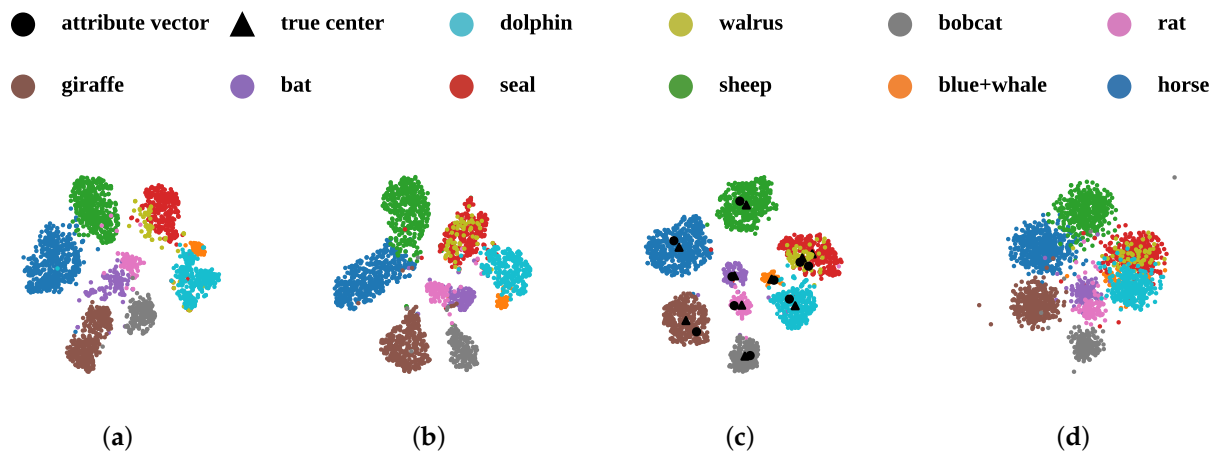 attribute vector true center dolphin walrus bobcat rat
giraffe bat seal sheep blue+whale horse
(a) (b) (c) (d)